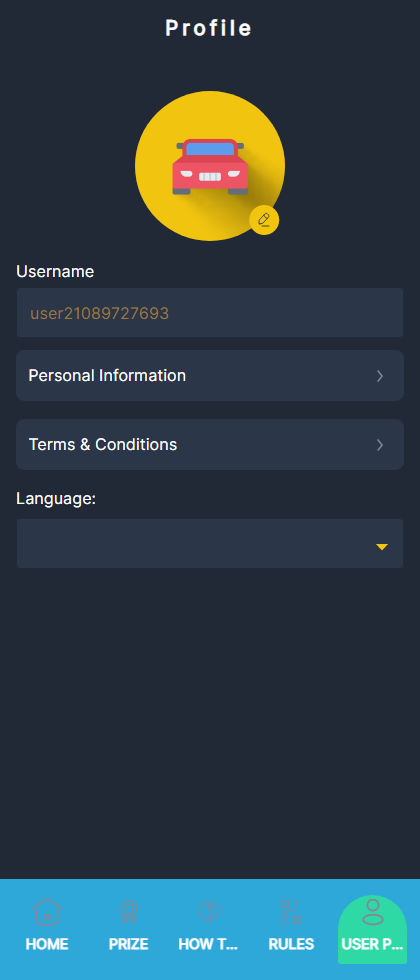 Profile
Username
user21089727693
Personal Information
Terms & Conditions
Language:
HOME PRIZE HOW T... RULES USER P...